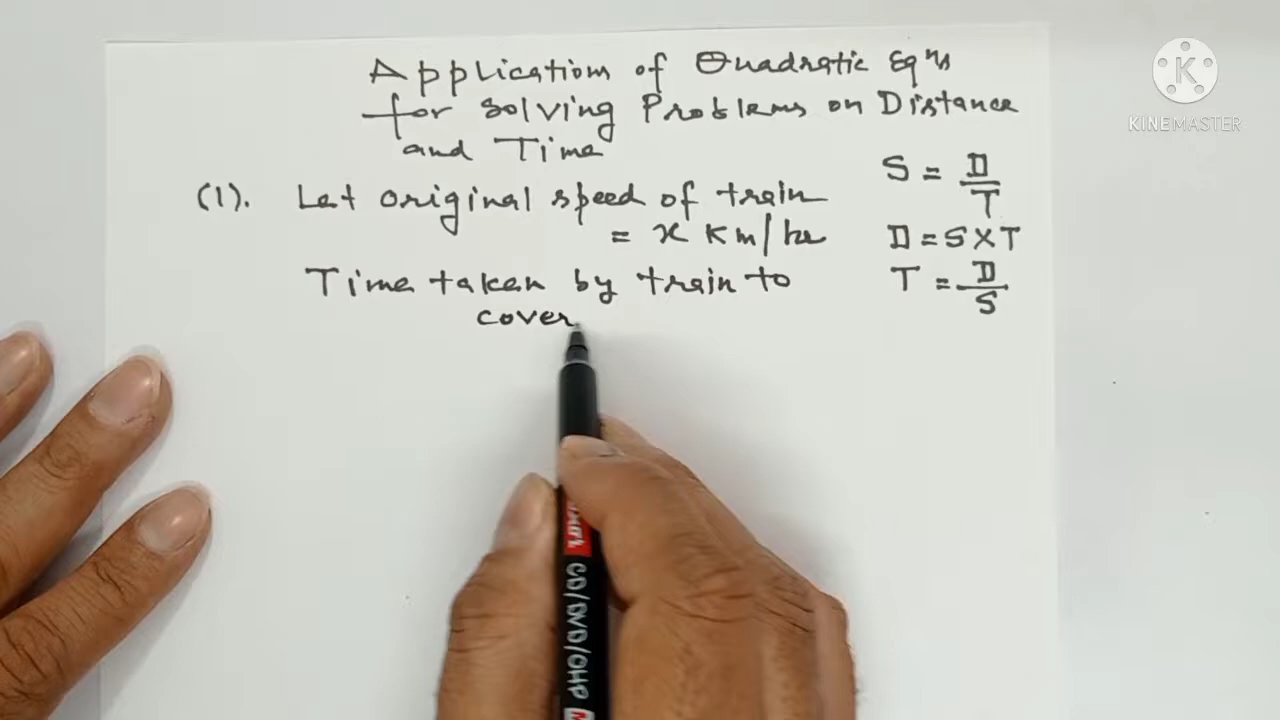 Application of Quadratic Eqns
for solving Problems on Distance
and Time
S = D/T
(1). Let original speed of train
= x Km/hr
D = S X T
Time taken by train to
T = D/S
cover
CD/DVD/OHP
K
KINEMASTER